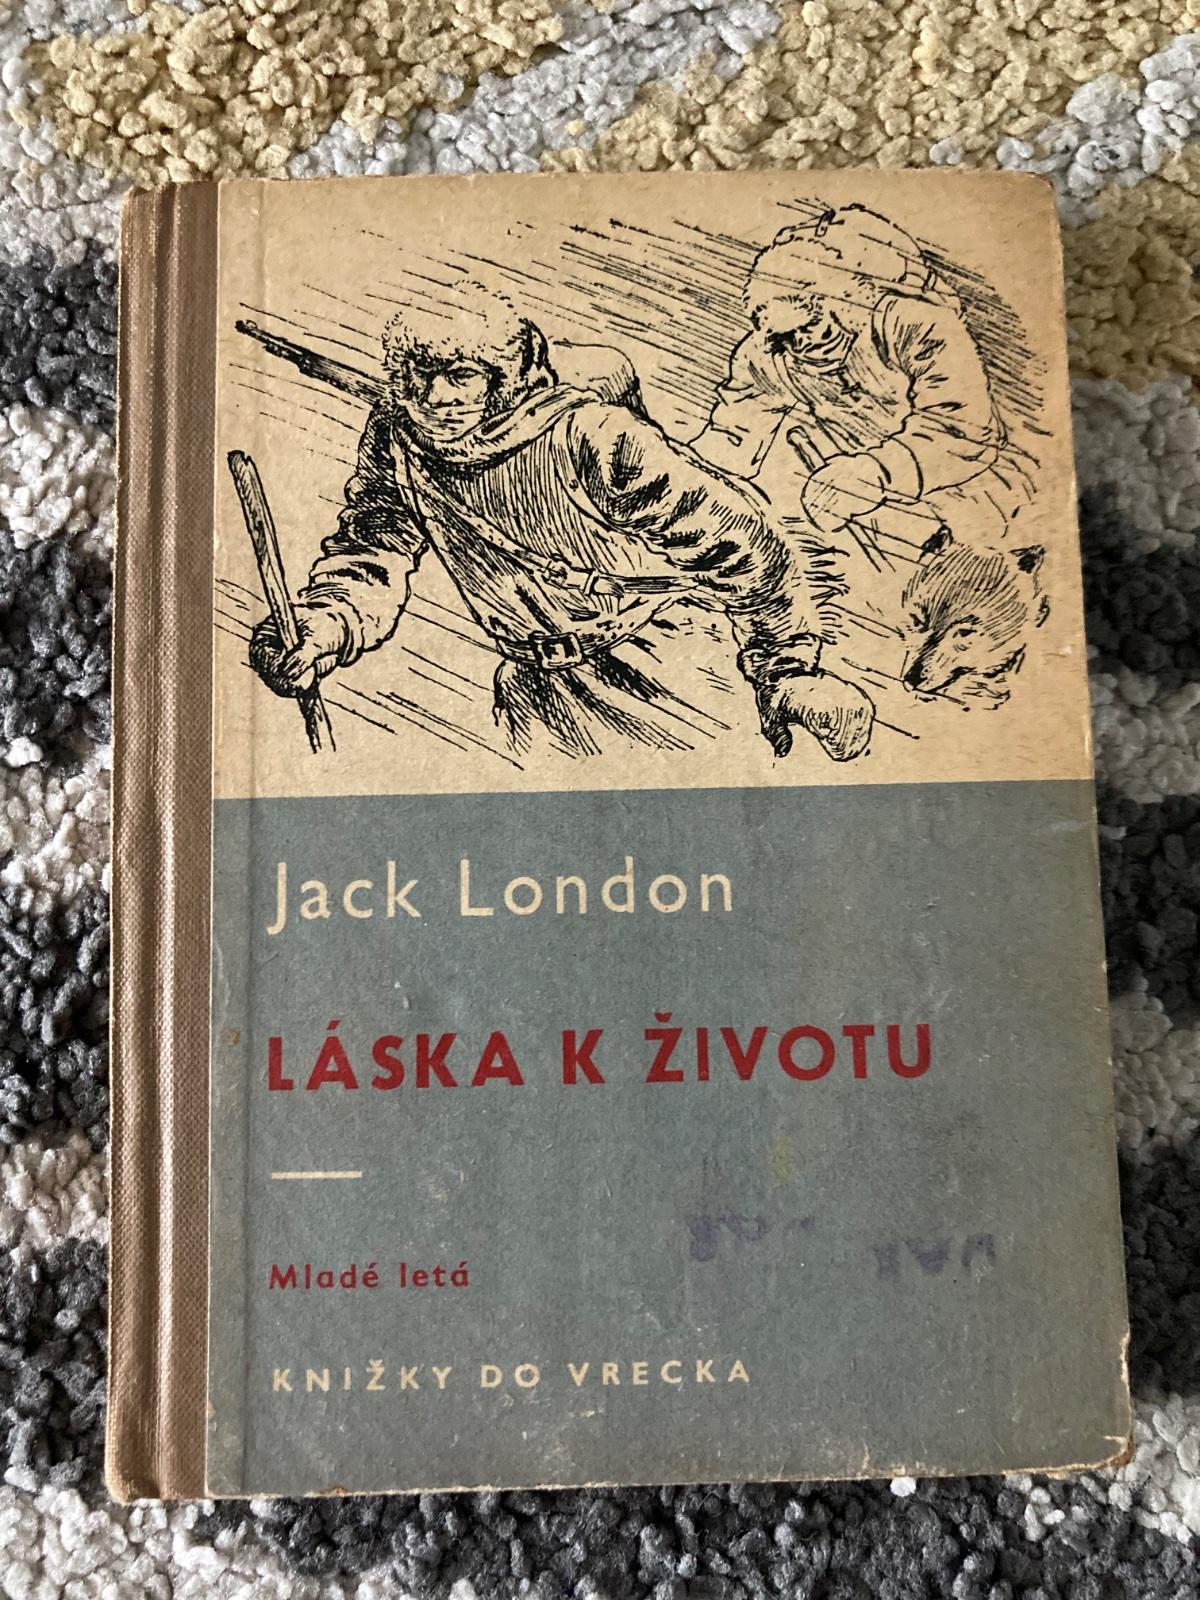 Jack London
LÁSKA K ŽIVOTU
Mladé letá
KNIŽKY DO VRECKA